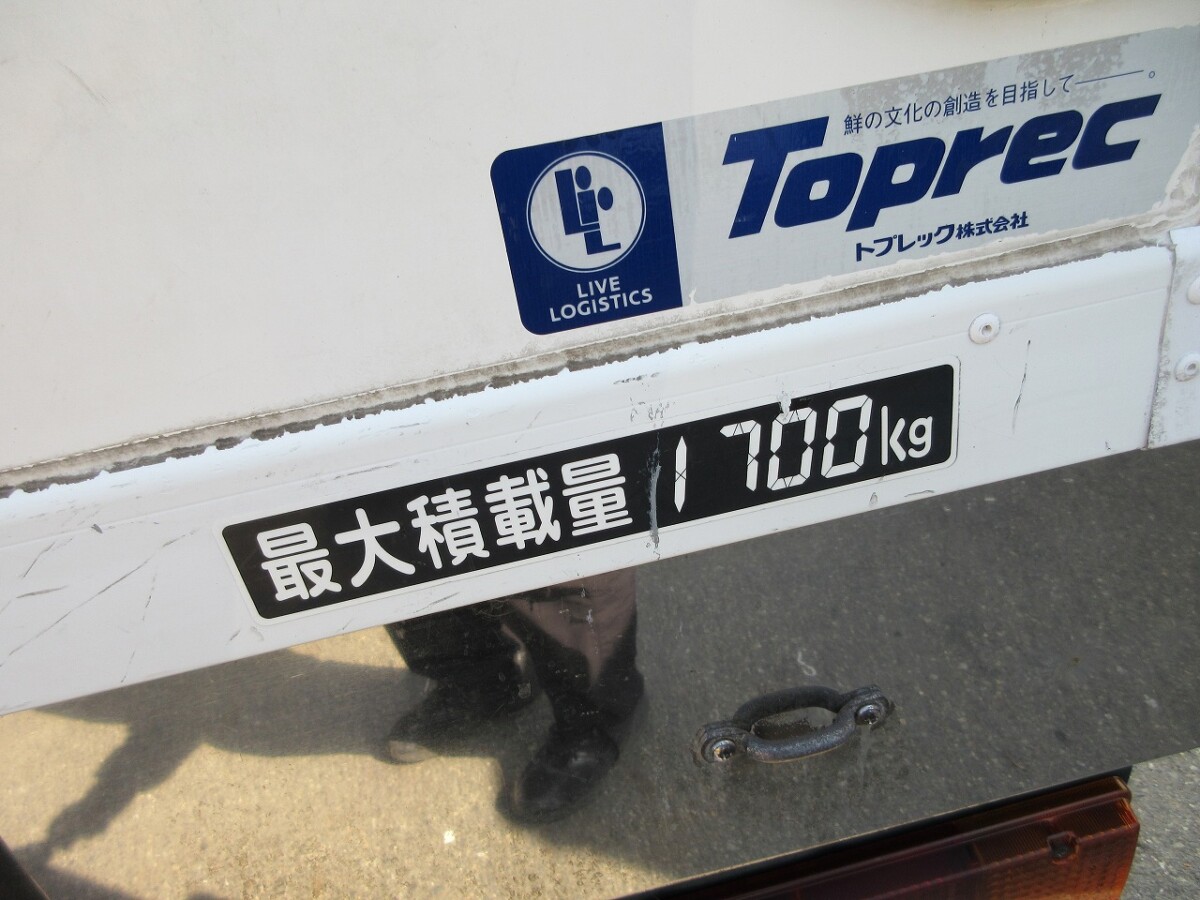 鮮の文化の創造を目指して――。
Toprec
トプレック株式会社
LIVE
LOGISTICS
最大積載量 1700kg